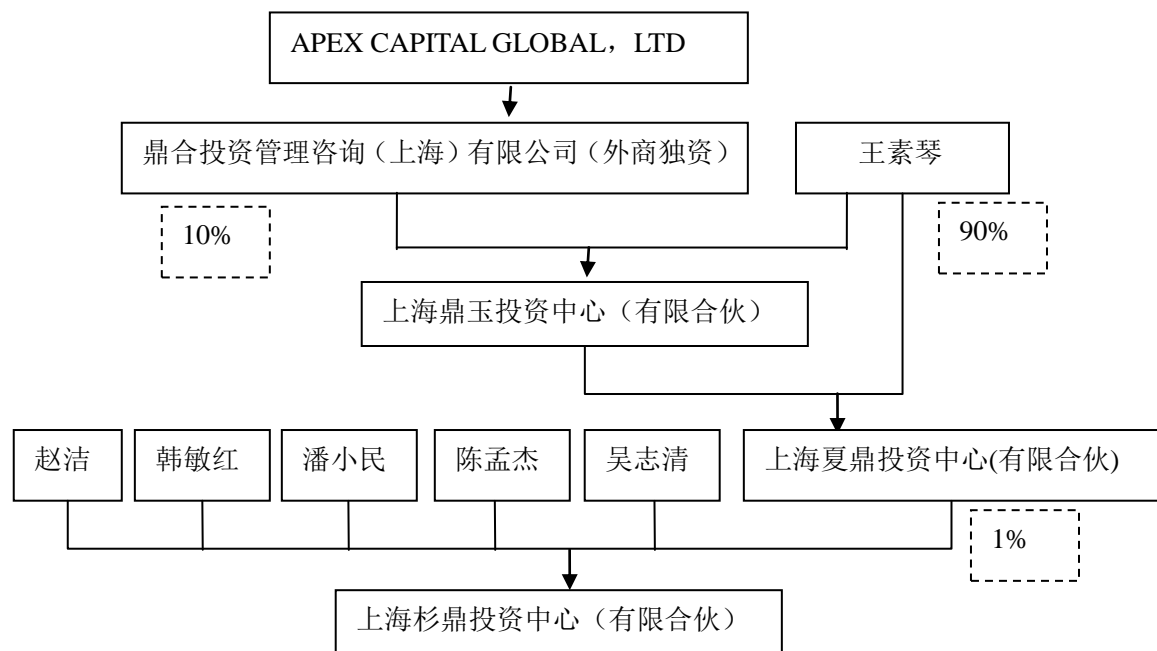 APEX CAPITAL GLOBAL，LTD
鼎合投资管理咨询（上海）有限公司（外商独资）
王素琴
10%
90%
上海鼎玉投资中心（有限合伙）
赵洁
韩敏红
潘小民
陈孟杰
吴志清
上海夏鼎投资中心(有限合伙)
1%
上海杉鼎投资中心（有限合伙）